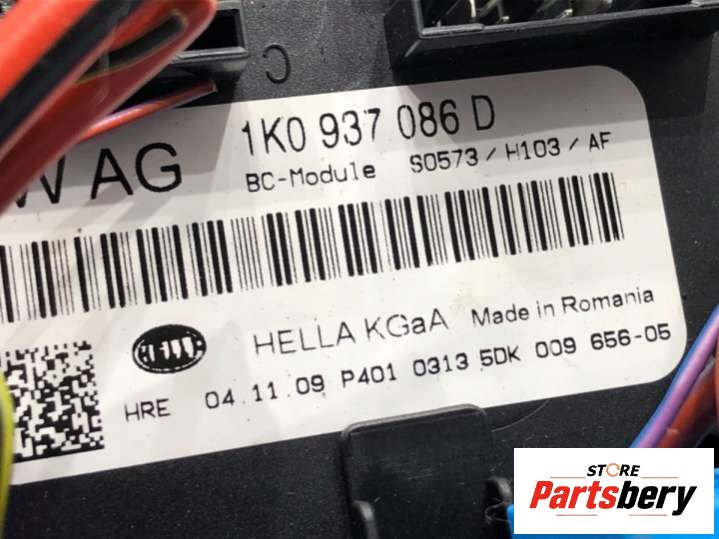 C
W AG 1K0 937 086 D
BC-Module S0573 / H103 / AF
HELLA KGaA Made in Romania
HRE 04.11.09 P401 0313 5DK 009 656-05
STORE
Partsbery